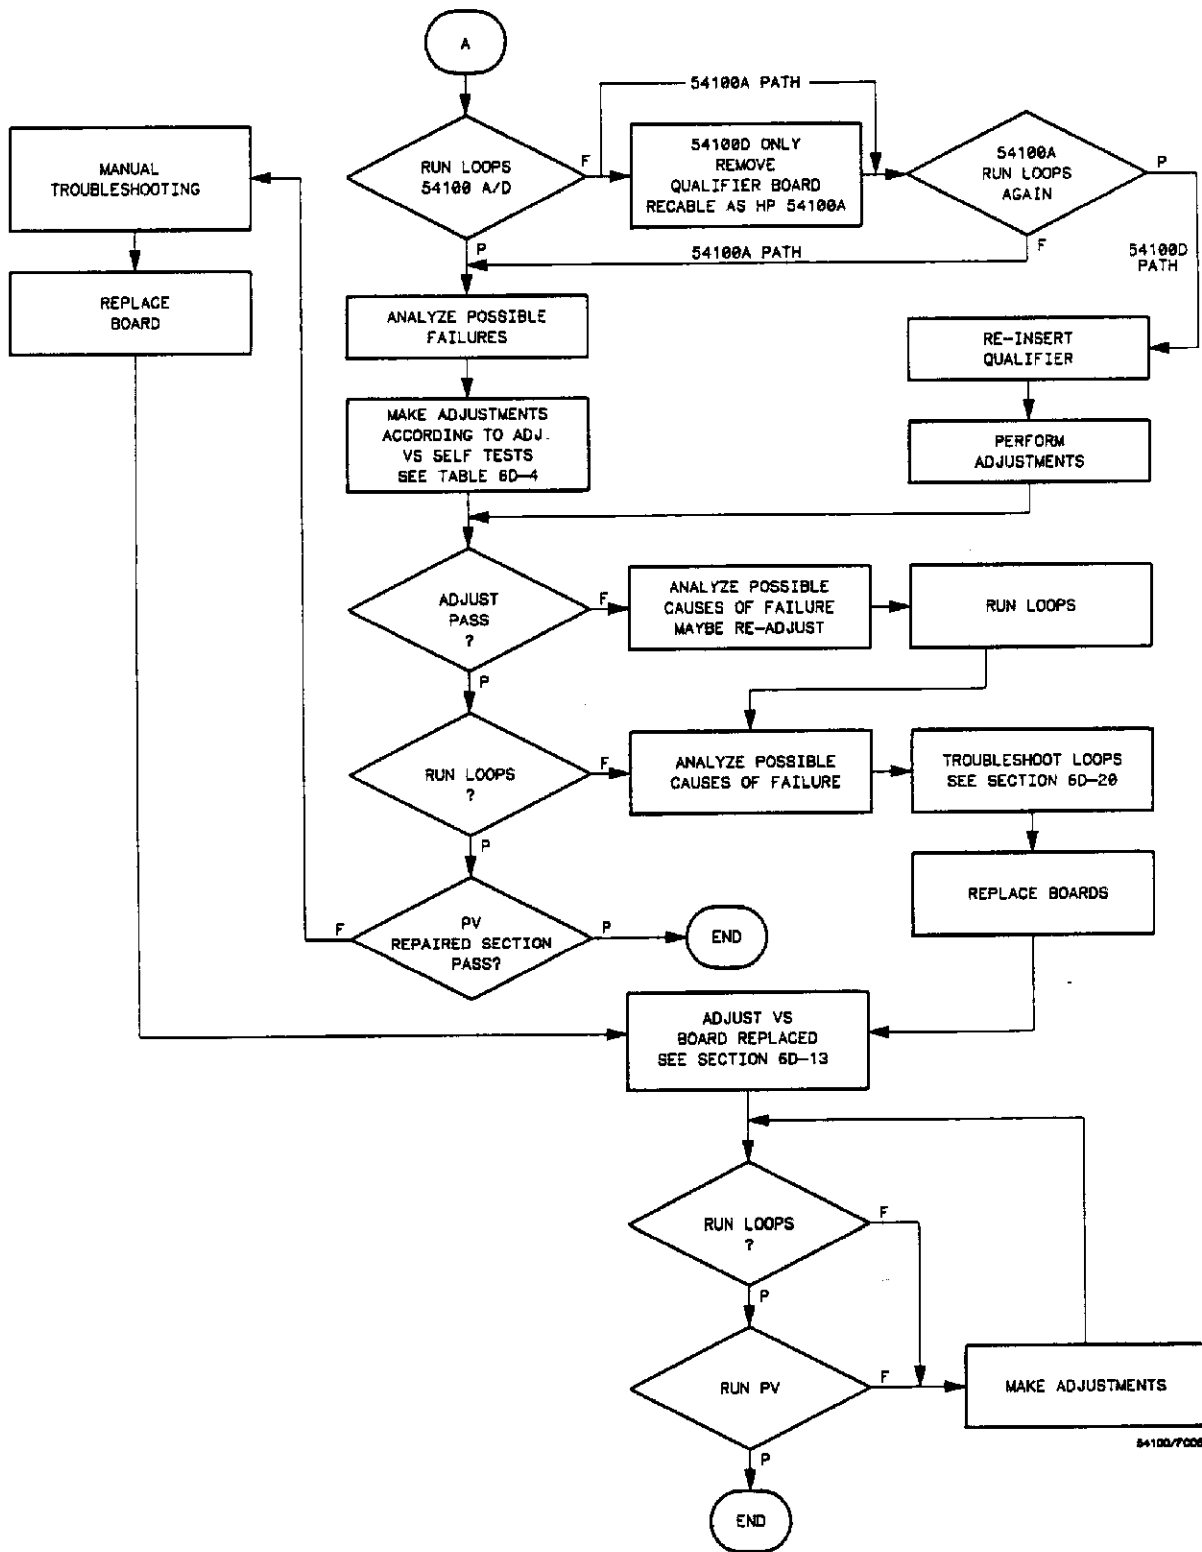 A
54100A PATH
MANUAL
TROUBLESHOOTING
RUN LOOPS
54100 A/D
F
54100D ONLY
REMOVE
QUALIFIER BOARD
RECABLE AS HP 54100A
54100A
RUN LOOPS
AGAIN
P
P
54100A PATH
F
54100D
PATH
REPLACE
BOARD
ANALYZE POSSIBLE
FAILURES
RE-INSERT
QUALIFIER
MAKE ADJUSTMENTS
ACCORDING TO ADJ.
VS SELF TESTS
SEE TABLE 6D-4
PERFORM
ADJUSTMENTS
ADJUST
PASS
?
F
ANALYZE POSSIBLE
CAUSES OF FAILURE
MAYBE RE-ADJUST
RUN LOOPS
P
RUN LOOPS
?
F
ANALYZE POSSIBLE
CAUSES OF FAILURE
TROUBLESHOOT LOOPS
SEE SECTION 6D-20
P
REPLACE BOARDS
F
PV
REPAIRED SECTION
PASS?
P
END
ADJUST VS
BOARD REPLACED
SEE SECTION 6D-13
RUN LOOPS
?
F
P
RUN PV
F
MAKE ADJUSTMENTS
P
END